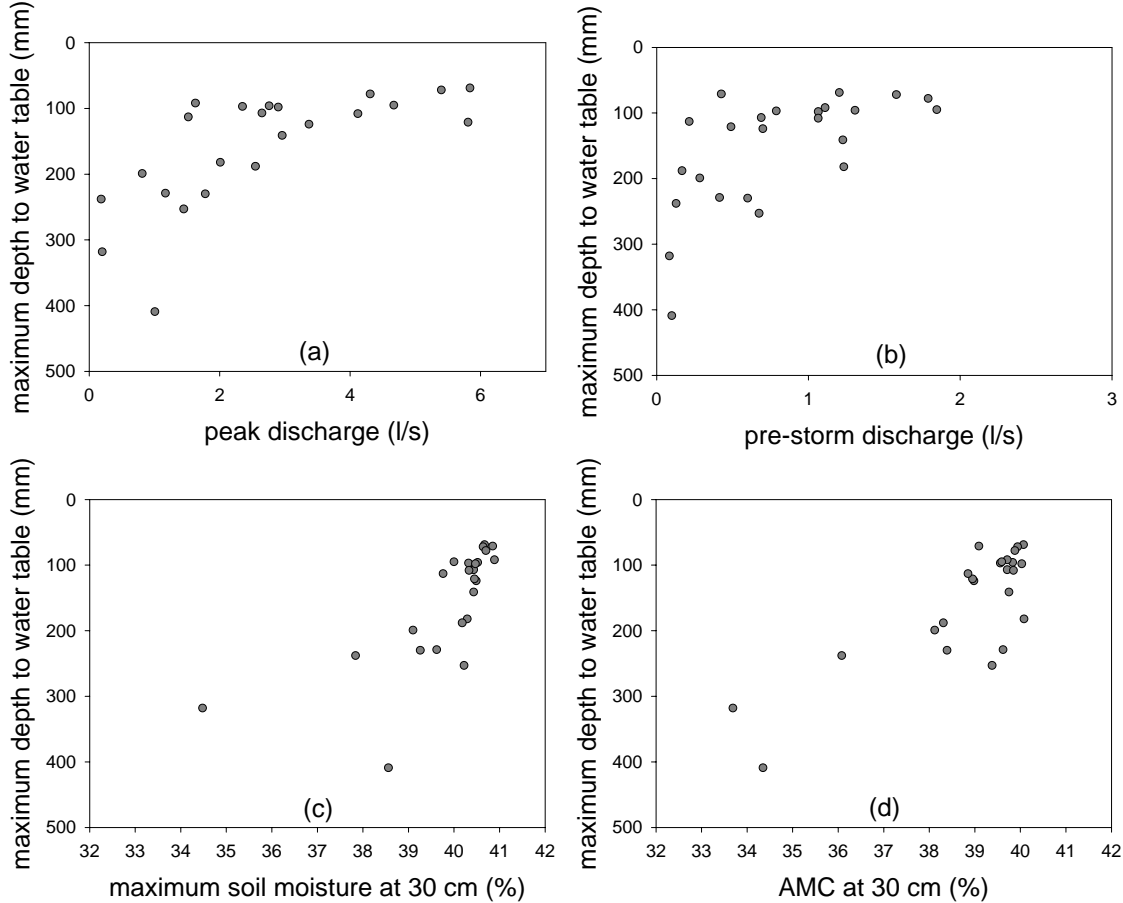 maximum depth to water table (mm)
0
100
200
300
400
500
(a)
0 2 4 6
peak discharge (l/s)
maximum depth to water table (mm)
0
100
200
300
400
500
(b)
0 1 2 3
pre-storm discharge (l/s)
maximum depth to water table (mm)
0
100
200
300
400
500
(c)
32 33 34 35 36 37 38 39 40 41 42
maximum soil moisture at 30 cm (%)
maximum depth to water table (mm)
0
100
200
300
400
500
(d)
32 33 34 35 36 37 38 39 40 41 42
AMC at 30 cm (%)